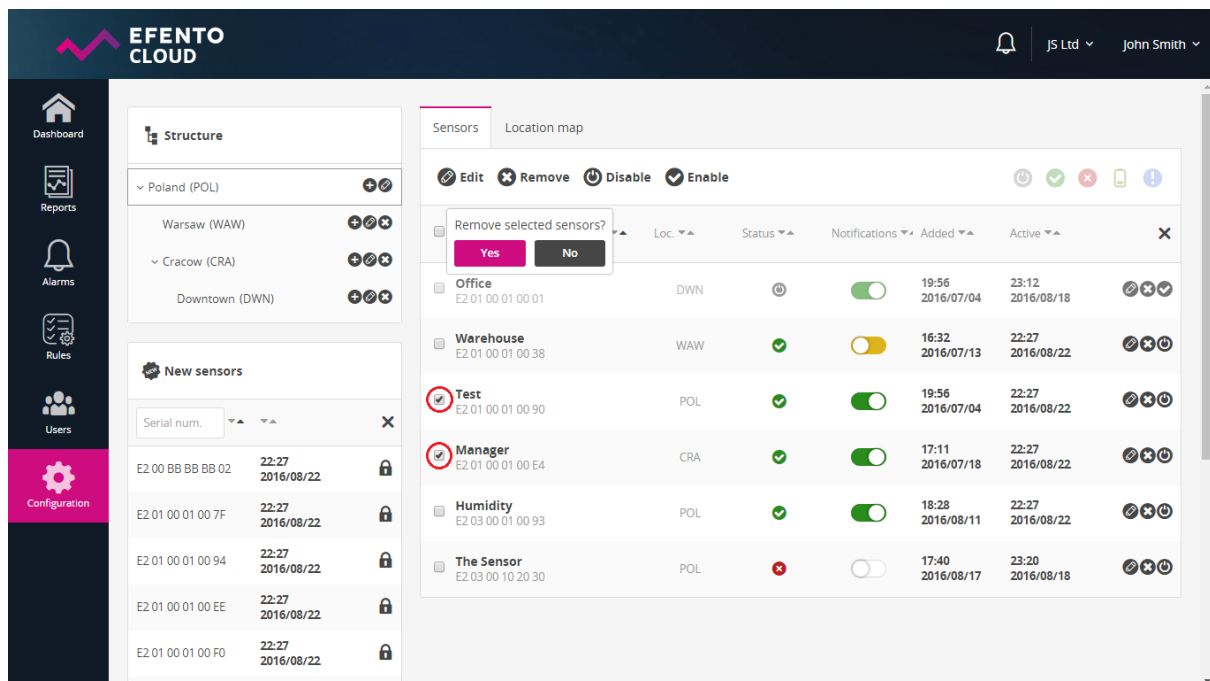 EFENTO
CLOUD
JS Ltd
John Smith
Dashboard
Reports
Alarms
Rules
Users
Configuration
Structure
Poland (POL)
Warsaw (WAW)
Cracow (CRA)
Downtown (DWN)
NEW New sensors
Serial num.
E2 00 BB BB BB 02 22:27
2016/08/22
E2 01 00 01 00 7F 22:27
2016/08/22
E2 01 00 01 00 94 22:27
2016/08/22
E2 01 00 01 00 EE 22:27
2016/08/22
E2 01 00 01 00 F0 22:27
2016/08/22
Sensors Location map
Edit Remove Disable Enable
Remove selected sensors?
Yes No
Loc. Status Notifications Added Active
Office DWN 19:56 23:12
E2 01 00 01 00 01 2016/07/04 2016/08/18
Warehouse WAW 16:32 22:27
E2 01 00 01 00 38 2016/07/13 2016/08/22
Test POL 19:56 22:27
E2 01 00 01 00 90 2016/07/04 2016/08/22
Manager CRA 17:11 22:27
E2 01 00 01 00 E4 2016/07/18 2016/08/22
Humidity POL 18:28 22:27
E2 03 00 01 00 93 2016/08/11 2016/08/22
The Sensor POL 17:40 23:20
E2 03 00 10 20 30 2016/08/17 2016/08/18